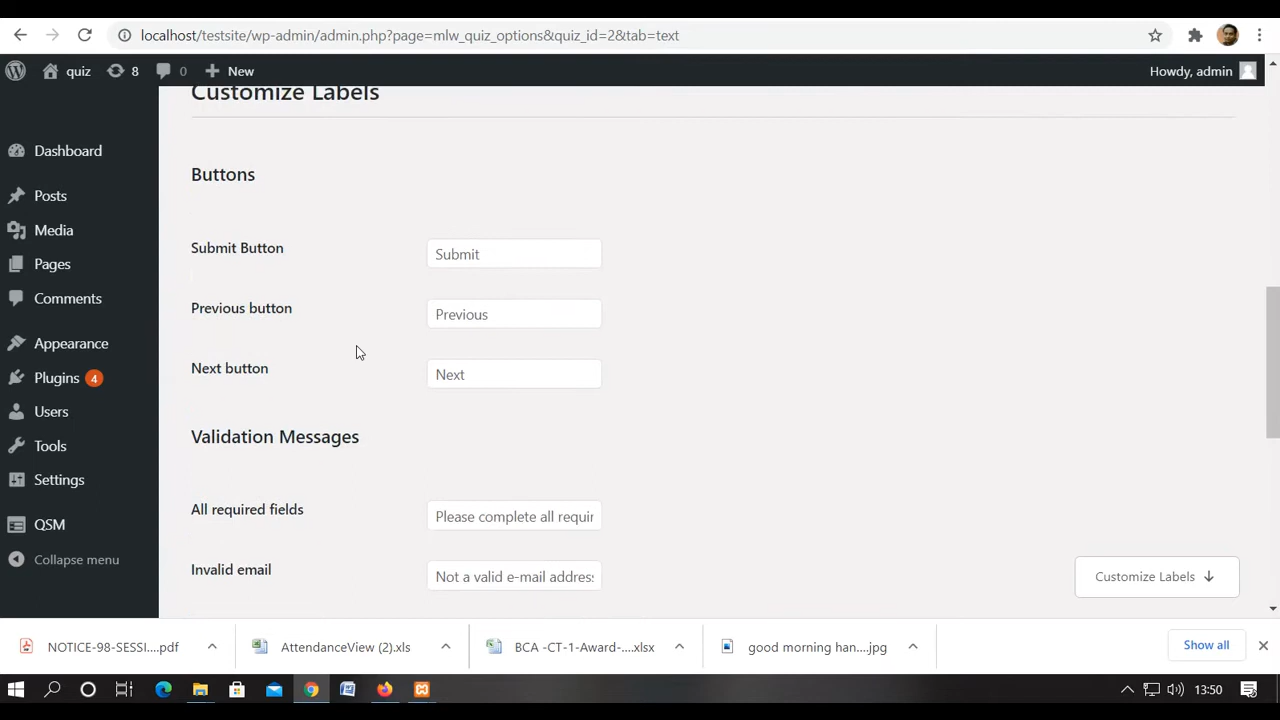 localhost/testsite/wp-admin/admin.php?page=mlw_quiz_options&quiz_id=2&tab=text
quiz 8 0 New Howdy, admin
Customize Labels
Dashboard
Posts
Media
Pages
Comments
Appearance
Plugins 4
Users
Tools
Settings
QSM
Collapse menu
Buttons
Submit Button Submit
Previous button Previous
Next button Next
Validation Messages
All required fields Please complete all requir
Invalid email Not a valid e-mail address
Customize Labels
NOTICE-98-SESSI....pdf AttendanceView (2).xls BCA -CT-1-Award-....xlsx good morning han....jpg Show all
13:50